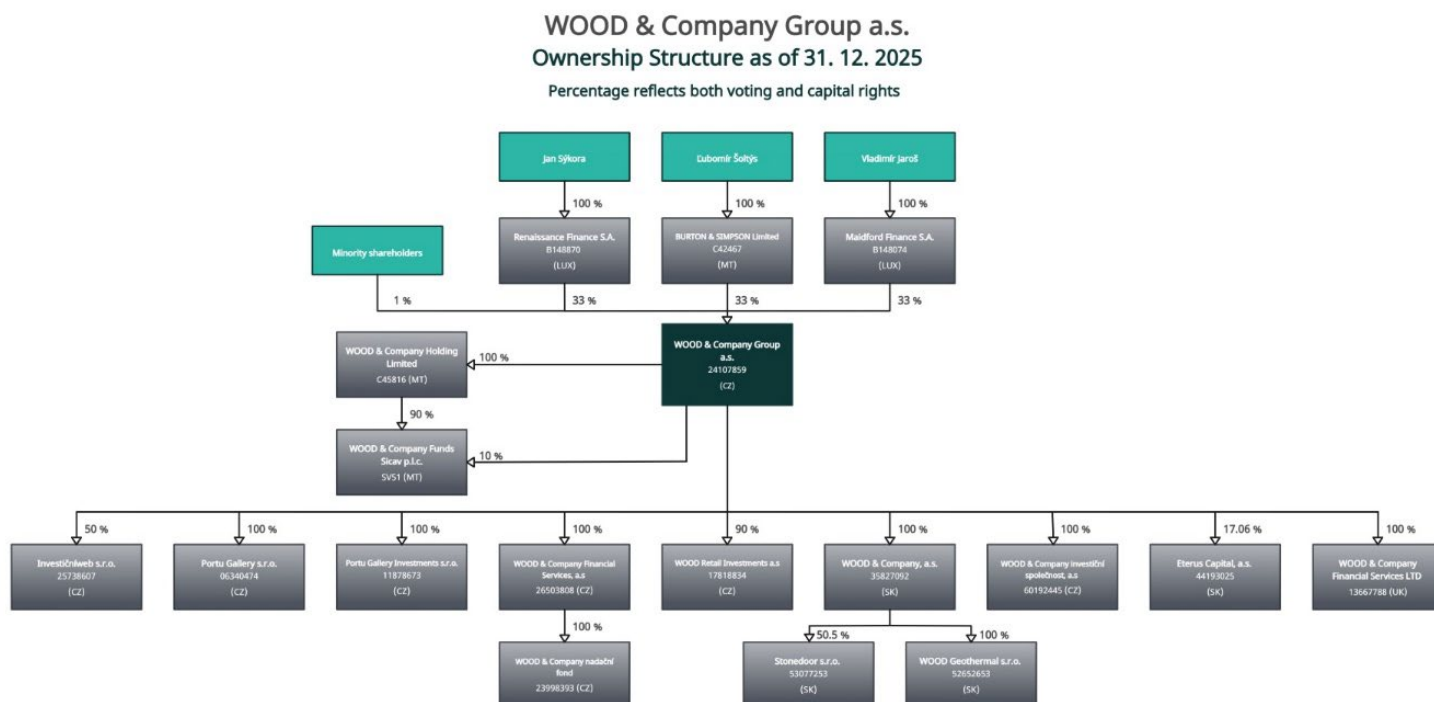 WOOD & Company Group a.s.
Ownership Structure as of 31. 12. 2025
Percentage reflects both voting and capital rights
Jan Sýkora
Ľubomír Šoltýs
Vladimír Jaroš
100 %
100 %
100 %
Minority shareholders
Renaissance Finance S.A.
B148870
(LUX)
BURTON & SIMPSON Limited
C42467
(MT)
Maidford Finance S.A.
B148074
(LUX)
1 %
33 %
33 %
33 %
WOOD & Company Holding
Limited
C45816 (MT)
100 %
WOOD & Company Group
a.s.
24107859
(CZ)
90 %
WOOD & Company Funds
Sicav p.l.c.
SV51 (MT)
10 %
50 %
100 %
100 %
100 %
90 %
100 %
100 %
17.06 %
100 %
Investičníweb s.r.o.
25738607
(CZ)
Portu Gallery s.r.o.
06340474
(CZ)
Portu Gallery Investments s.r.o.
11878673
(CZ)
WOOD & Company Financial
Services, a.s
26503808 (CZ)
WOOD Retail Investments a.s
17818834
(CZ)
WOOD & Company, a.s.
35827092
(SK)
WOOD & Company investiční
společnost, a.s
60192445 (CZ)
Eterus Capital, a.s.
44193025
(SK)
WOOD & Company
Financial Services LTD
13667788 (UK)
100 %
50.5 %
100 %
WOOD & Company nadační
fond
23998393 (CZ)
Stonedoor s.r.o.
53077253
(SK)
WOOD Geothermal s.r.o.
52652653
(SK)